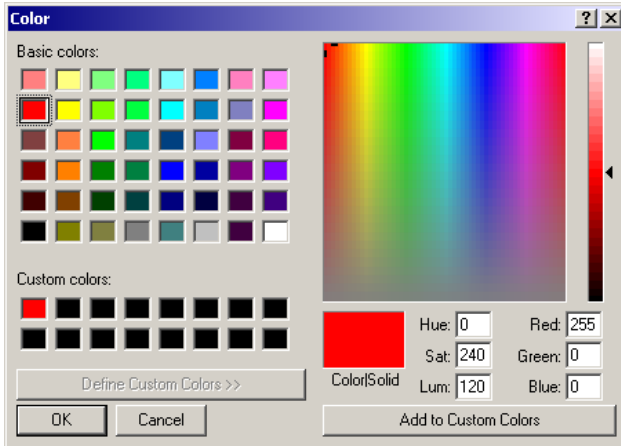 Color
Basic colors:
Custom colors:
Define Custom Colors >>
OK Cancel
Color|Solid
Hue: 0 Red: 255
Sat: 240 Green: 0
Lum: 120 Blue: 0
Add to Custom Colors